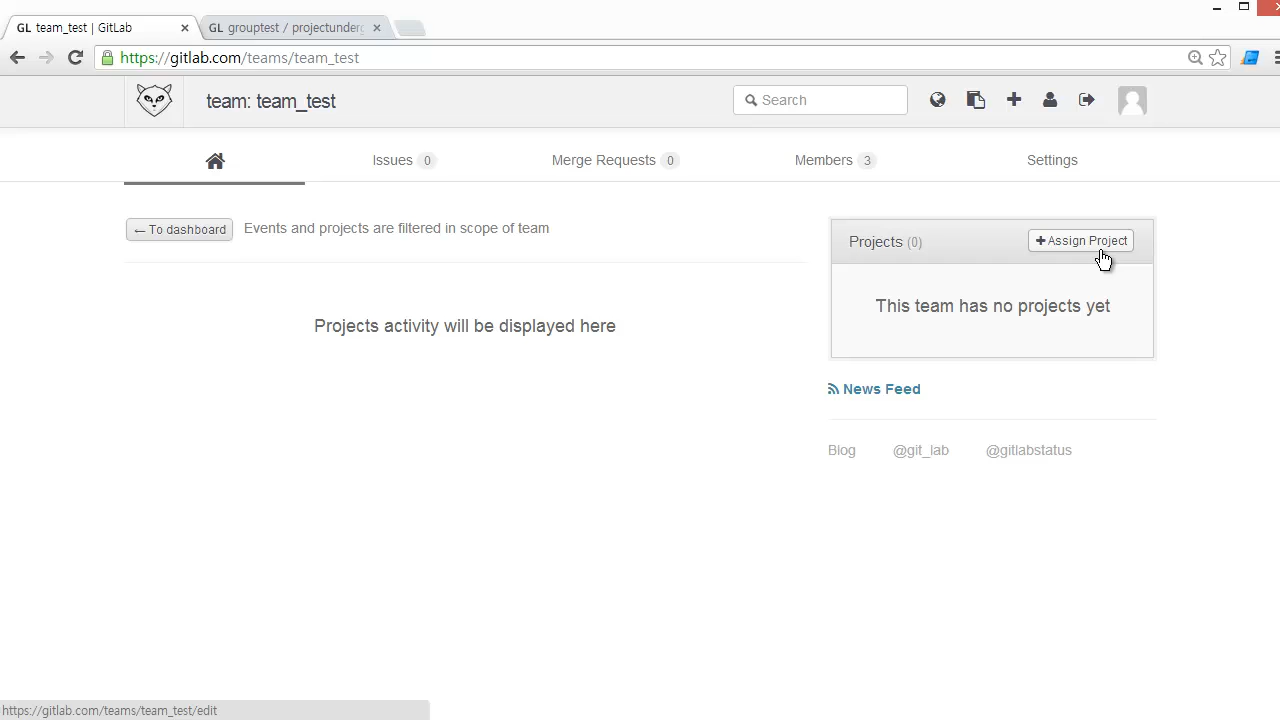 GL team_test | GitLab
GL grouptest / projectunderg
https://gitlab.com/teams/team_test
team: team_test
Search
Issues 0
Merge Requests 0
Members 3
Settings
← To dashboard
Events and projects are filtered in scope of team
Projects (0)
+ Assign Project
This team has no projects yet
Projects activity will be displayed here
News Feed
Blog
@git_lab
@gitlabstatus
https://gitlab.com/teams/team_test/edit